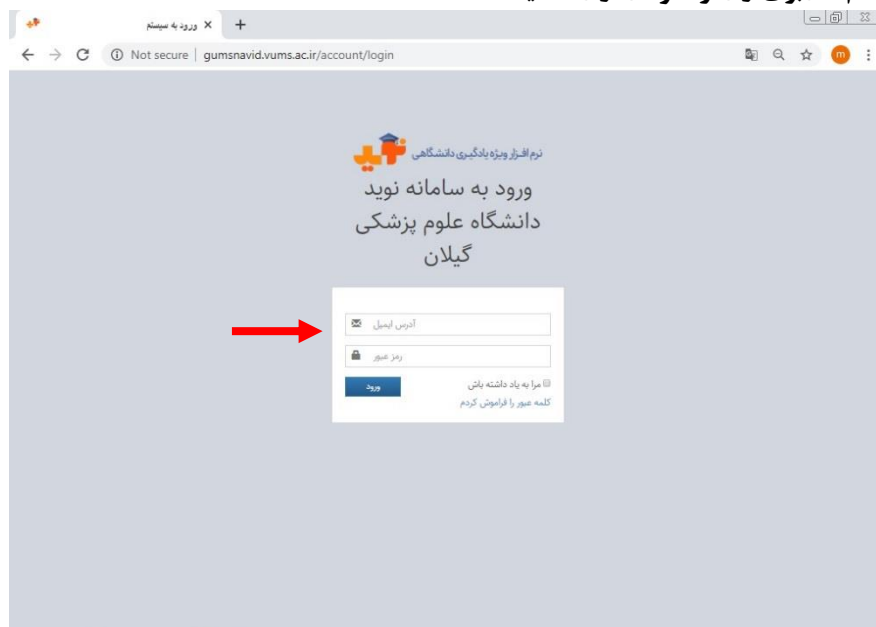 ورود به سیستم
Not secure | gumsnavid.vums.ac.ir/account/login
m
نرم افزار ویژه یادگیری دانشگاهی نوید
ورود به سامانه نوید
دانشگاه علوم پزشکی
گیلان
آدرس ایمیل
رمز عبور
مرا به یاد داشته باش
ورود
کلمه عبور را فراموش کردم